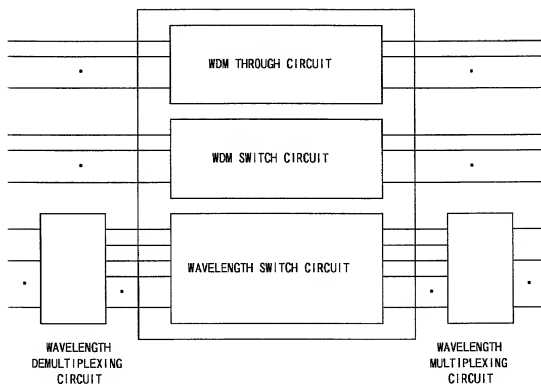 WDM THROUGH CIRCUIT
WDM SWITCH CIRCUIT
WAVELENGTH SWITCH CIRCUIT
WAVELENGTH
DEMULTIPLEXING
CIRCUIT
WAVELENGTH
MULTIPLEXING
CIRCUIT